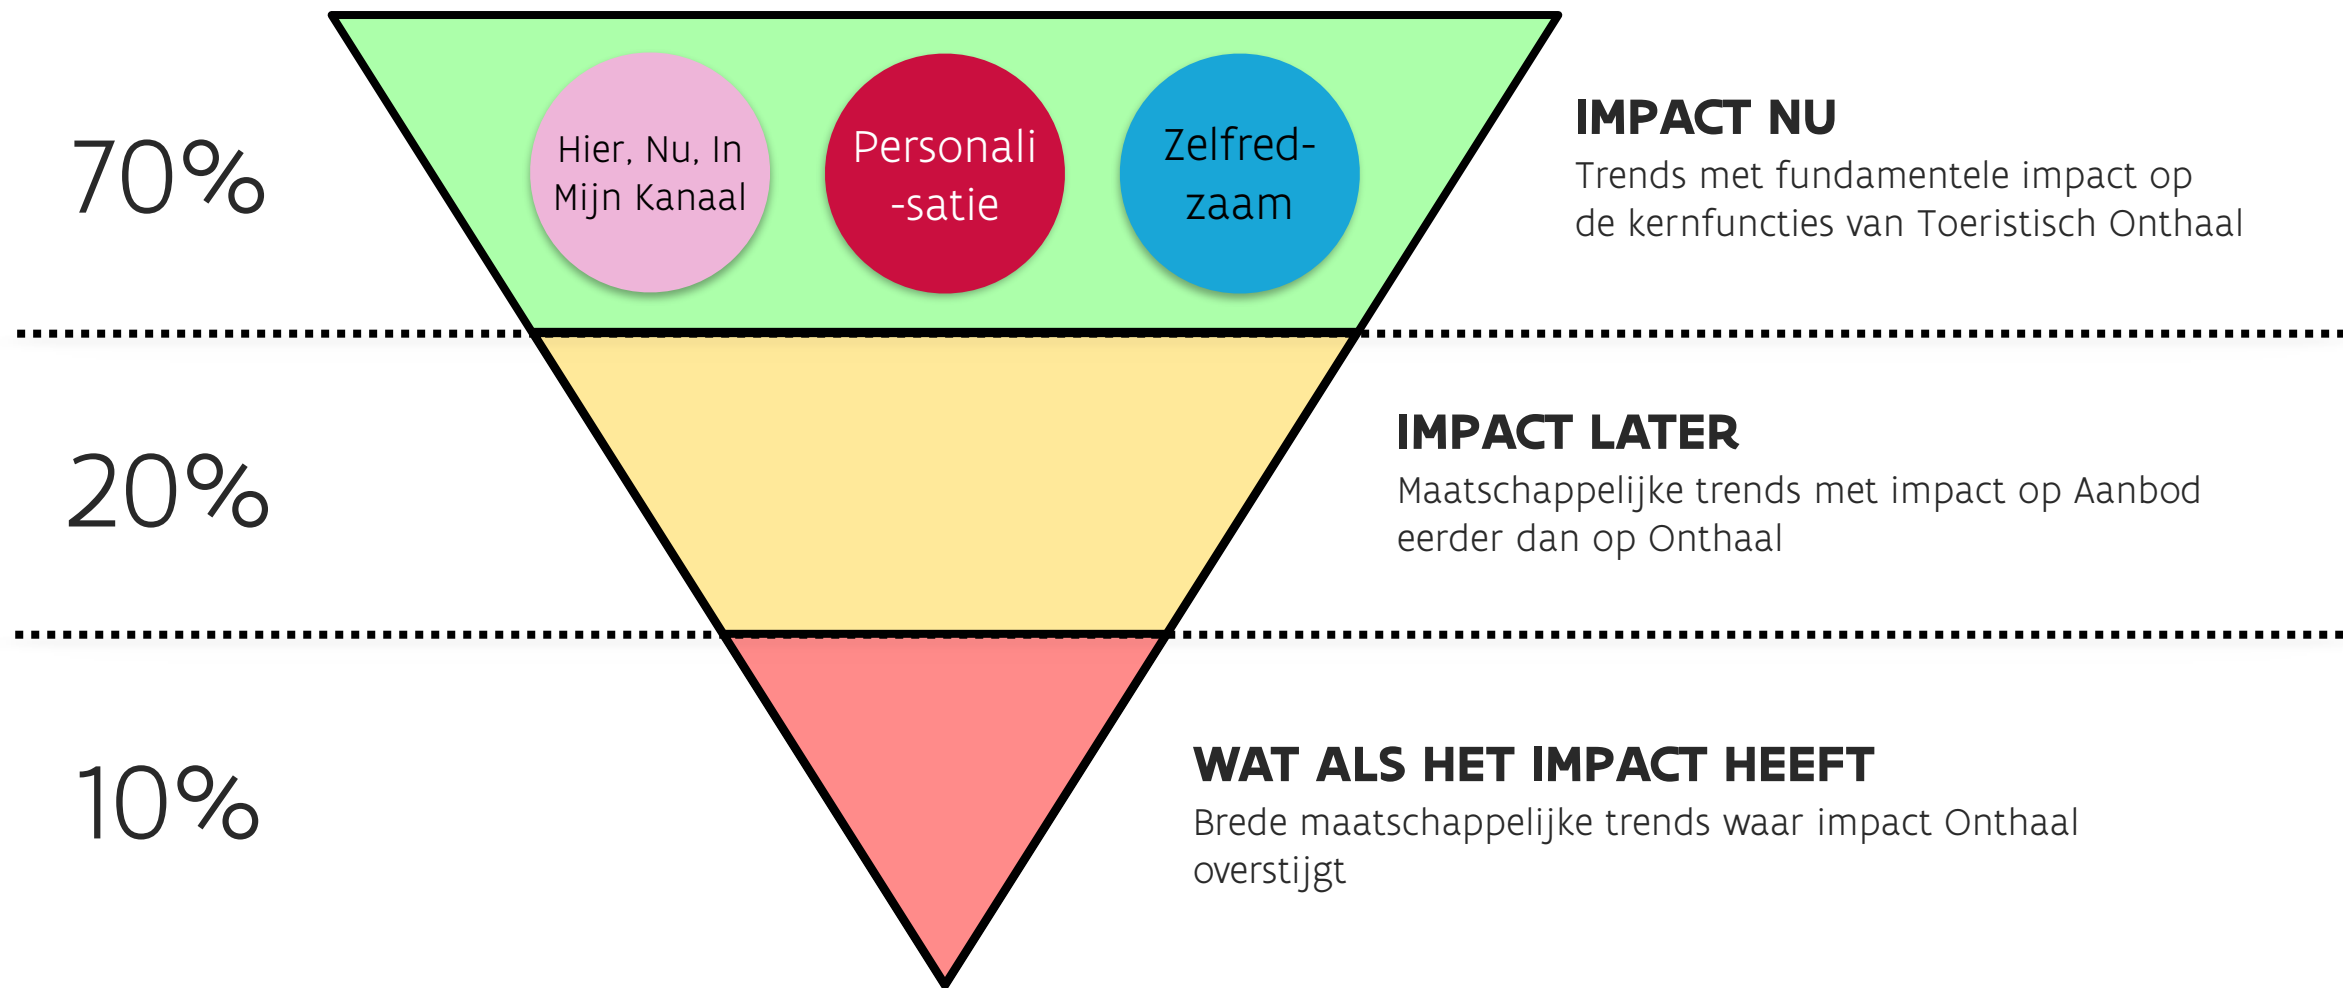 70%
Hier, Nu, In
Mijn Kanaal
Personali
-satie
Zelfred-
zaam
IMPACT NU
Trends met fundamentele impact op
de kernfuncties van Toeristisch Onthaal
20%
IMPACT LATER
Maatschappelijke trends met impact op Aanbod
eerder dan op Onthaal
10%
WAT ALS HET IMPACT HEEFT
Brede maatschappelijke trends waar impact Onthaal
overstijgt